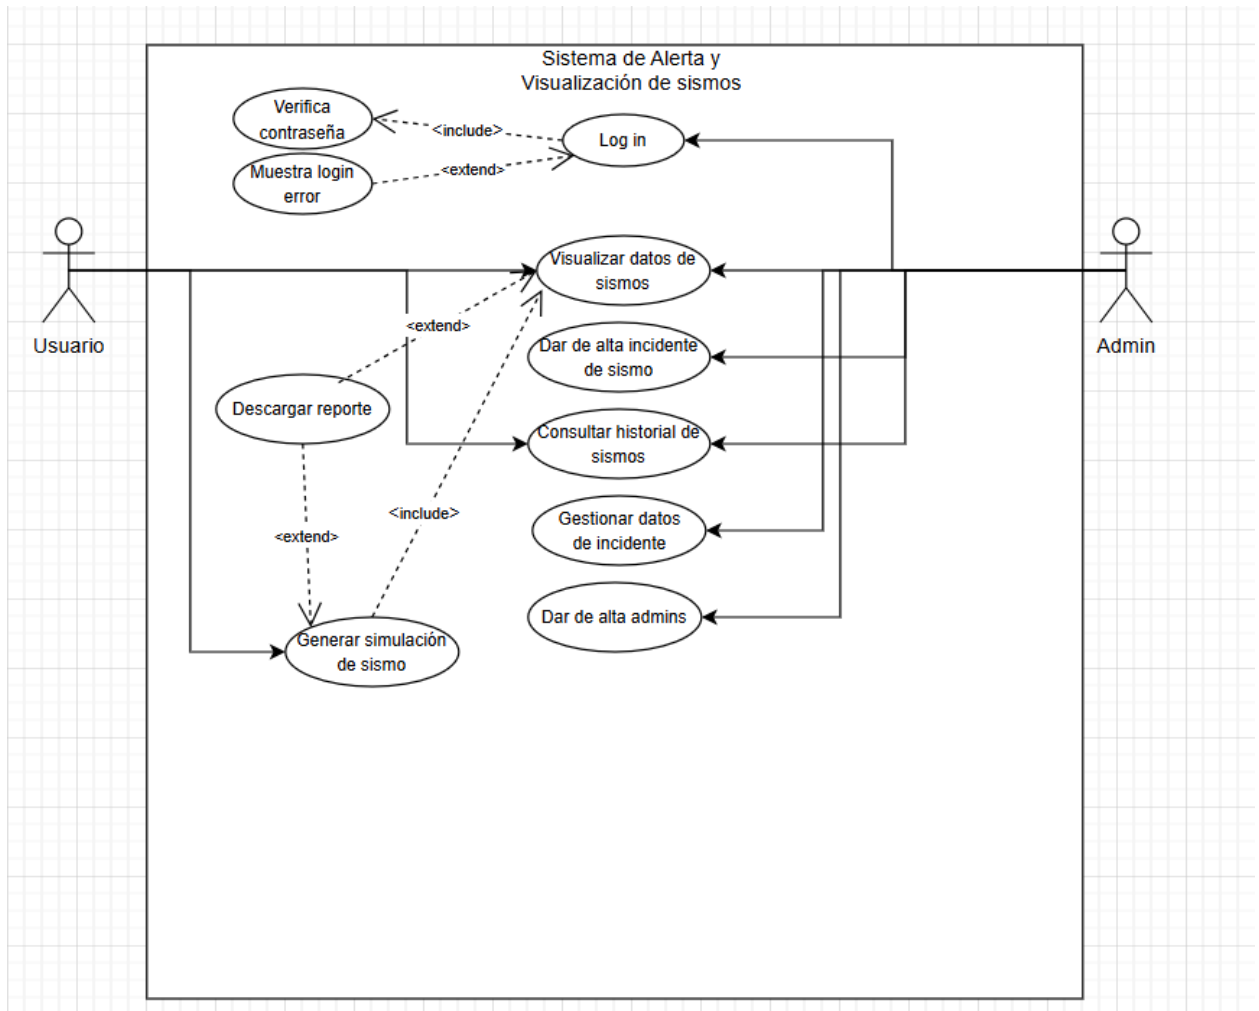 Sistema de Alerta y
Visualización de sismos
Verifica
contraseña
<include>
Log in
Muestra login
error
<extend>
Visualizar datos de
sismos
Usuario
Admin
<extend>
Dar de alta incidente
de sismo
Descargar reporte
Consultar historial de
sismos
<include>
<extend>
Gestionar datos
de incidente
Dar de alta admins
Generar simulación
de sismo